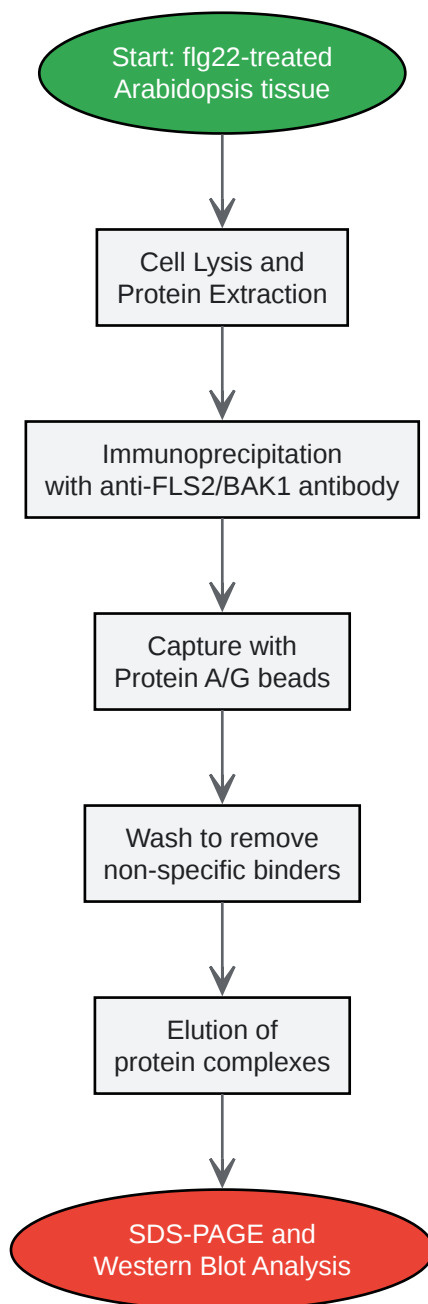 Start: flg22-treated
Arabidopsis tissue
Cell Lysis and
Protein Extraction
Immunoprecipitation
with anti-FLS2/BAK1 antibody
Capture with
Protein A/G beads
Wash to remove
non-specific binders
Elution of
protein complexes
SDS-PAGE and
Western Blot Analysis